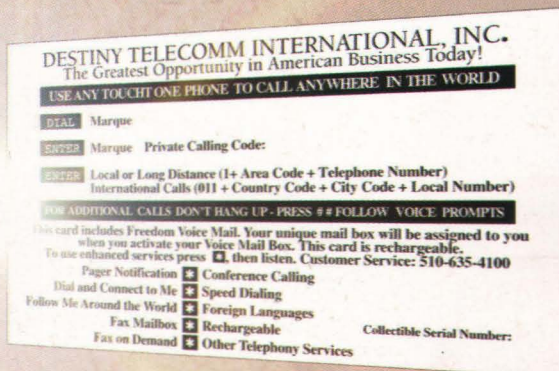 DESTINY TELECOMM INTERNATIONAL, INC.
The Greatest Opportunity in American Business Today!
USE ANY TOUCHTONE PHONE TO CALL ANYWHERE IN THE WORLD
DIAL Marque
ENTER Marque Private Calling Code:
ENTER Local or Long Distance (1+ Area Code + Telephone Number)
International Calls (011 + Country Code + City Code + Local Number)
FOR ADDITIONAL CALLS DON'T HANG UP - PRESS ## FOLLOW VOICE PROMPTS
This card includes Freedom Voice Mail. Your unique mail box will be assigned to you
when you activate your Voice Mail Box. This card is rechargeable.
To use enhanced services press *, then listen. Customer Service: 510-635-4100
Pager Notification * Conference Calling
Dial and Connect to Me * Speed Dialing
Follow Me Around the World * Foreign Languages
Fax Mailbox * Rechargeable
Fax on Demand * Other Telephony Services
Collectible Serial Number: